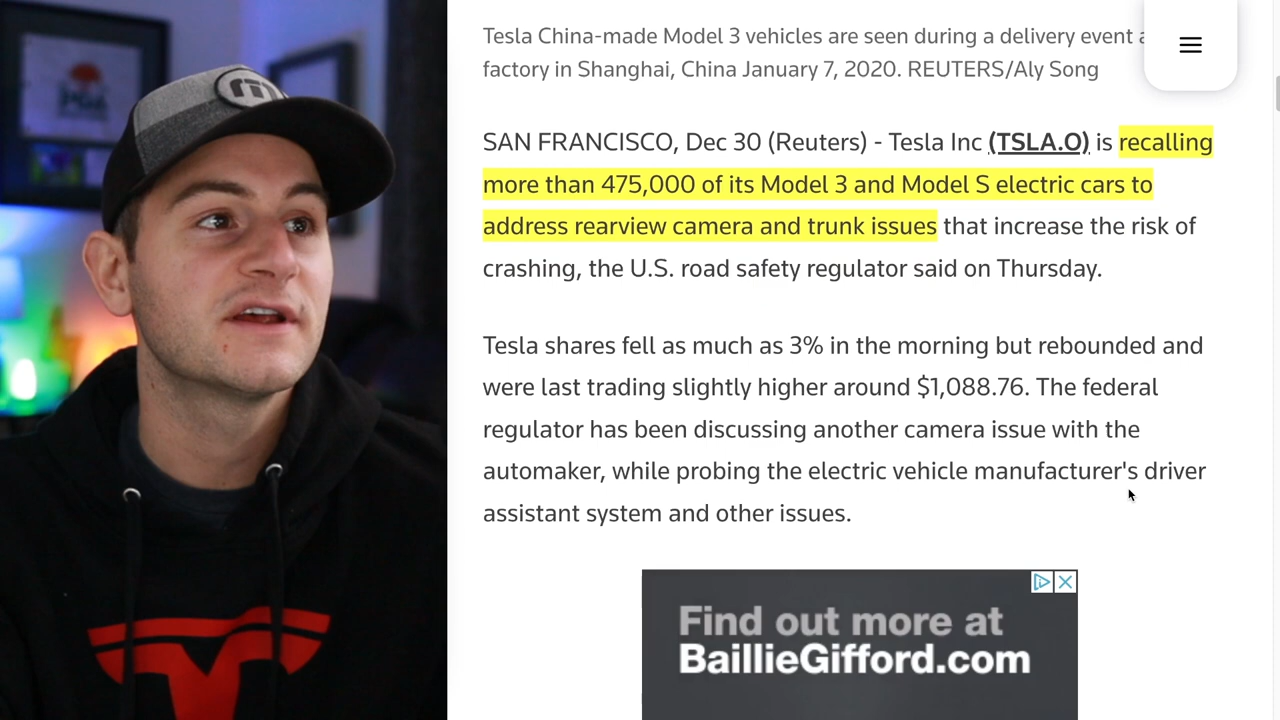 Tesla China-made Model 3 vehicles are seen during a delivery event a
factory in Shanghai, China January 7, 2020. REUTERS/Aly Song
SAN FRANCISCO, Dec 30 (Reuters) - Tesla Inc (TSLA.O) is recalling
more than 475,000 of its Model 3 and Model S electric cars to
address rearview camera and trunk issues that increase the risk of
crashing, the U.S. road safety regulator said on Thursday.
Tesla shares fell as much as 3% in the morning but rebounded and
were last trading slightly higher around $1,088.76. The federal
regulator has been discussing another camera issue with the
automaker, while probing the electric vehicle manufacturer's driver
assistant system and other issues.
Find out more at
BaillieGifford.com